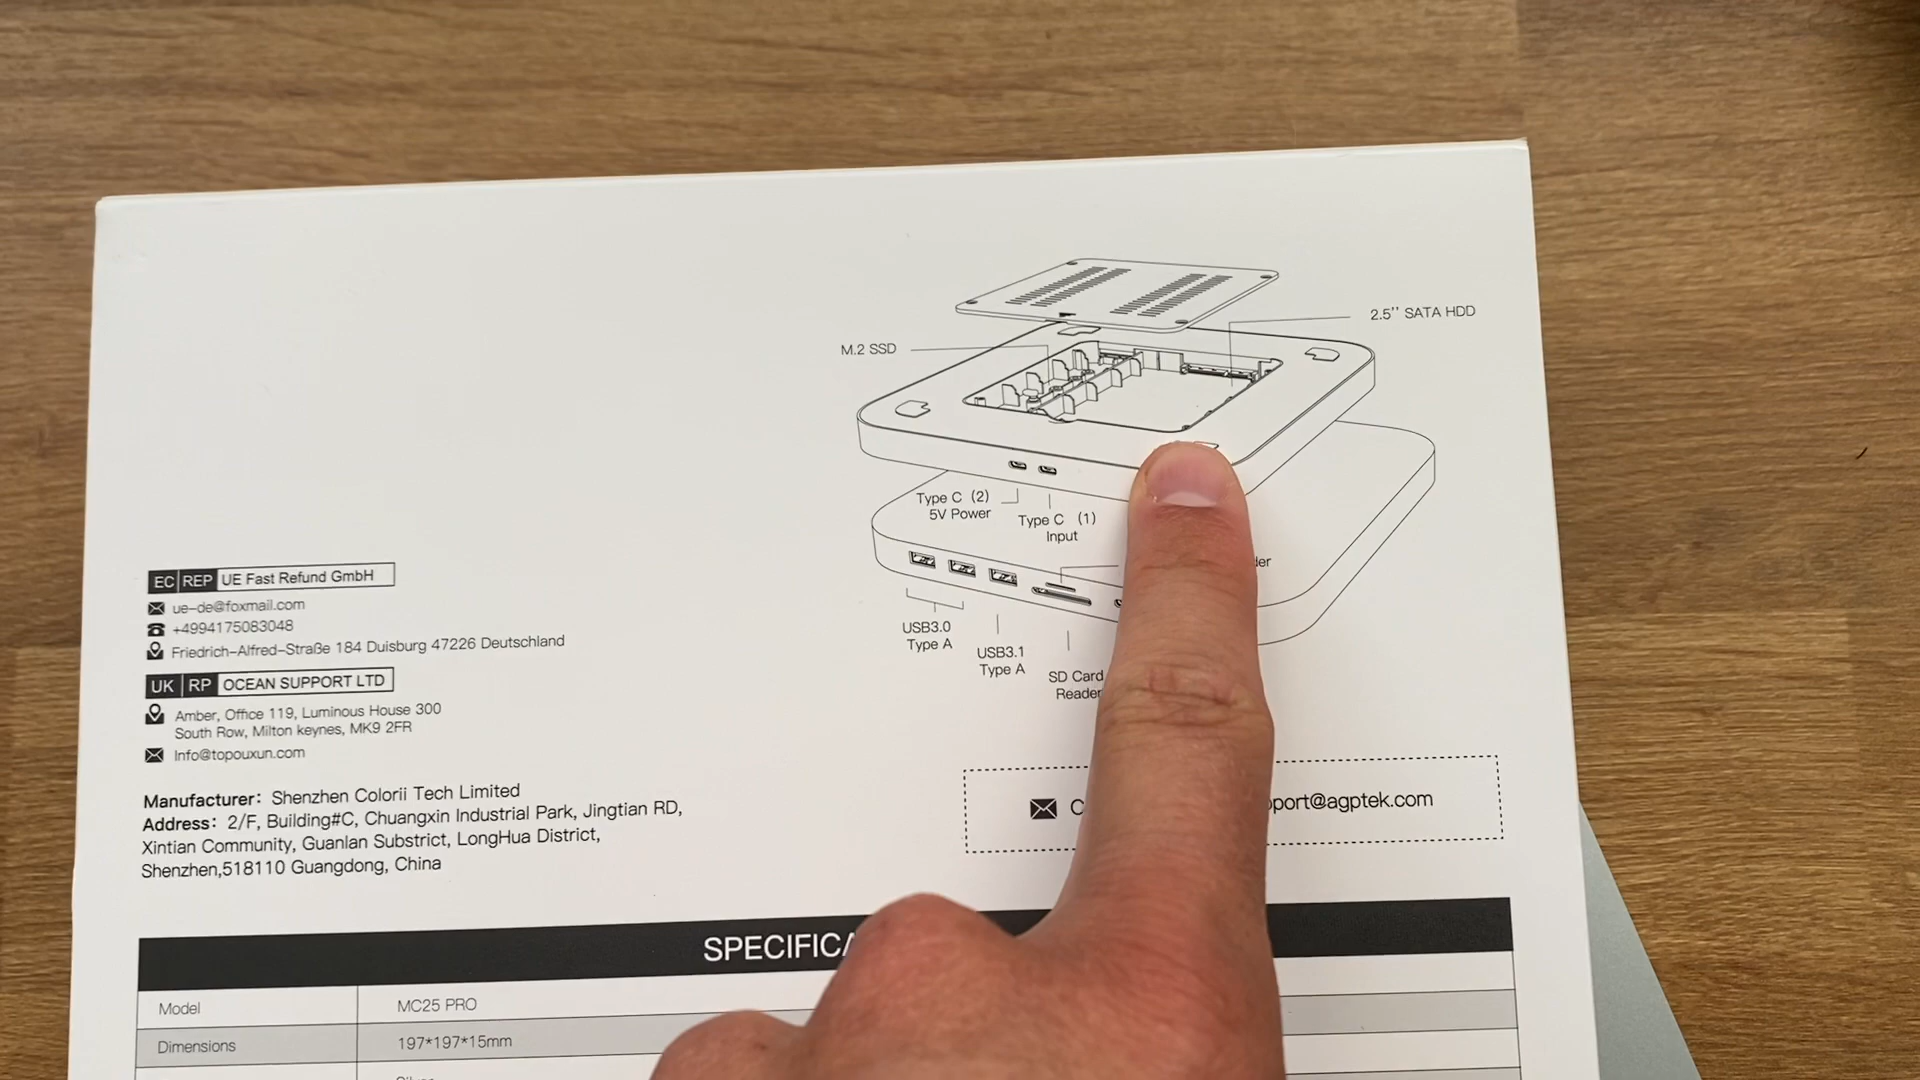 2.5'' SATA HDD
M.2 SSD
Type C (2)
5V Power
Type C (1)
Input
USB3.0
Type A
USB3.1
Type A
SD Card
Reader
EC REP UE Fast Refund GmbH
ue-de@foxmail.com
+4994175083048
Friedrich-Alfred-Straße 184 Duisburg 47226 Deutschland
UK RP OCEAN SUPPORT LTD
Amber, Office 119, Luminous House 300
South Row, Milton keynes, MK9 2FR
Info@topouxun.com
Manufacturer: Shenzhen Colorii Tech Limited
Address: 2/F, Building#C, Chuangxin Industrial Park, Jingtian RD,
Xintian Community, Guanlan Substrict, LongHua District,
Shenzhen,518110 Guangdong, China
pport@agptek.com
SPECIFICA
Model MC25 PRO
Dimensions 197*197*15mm